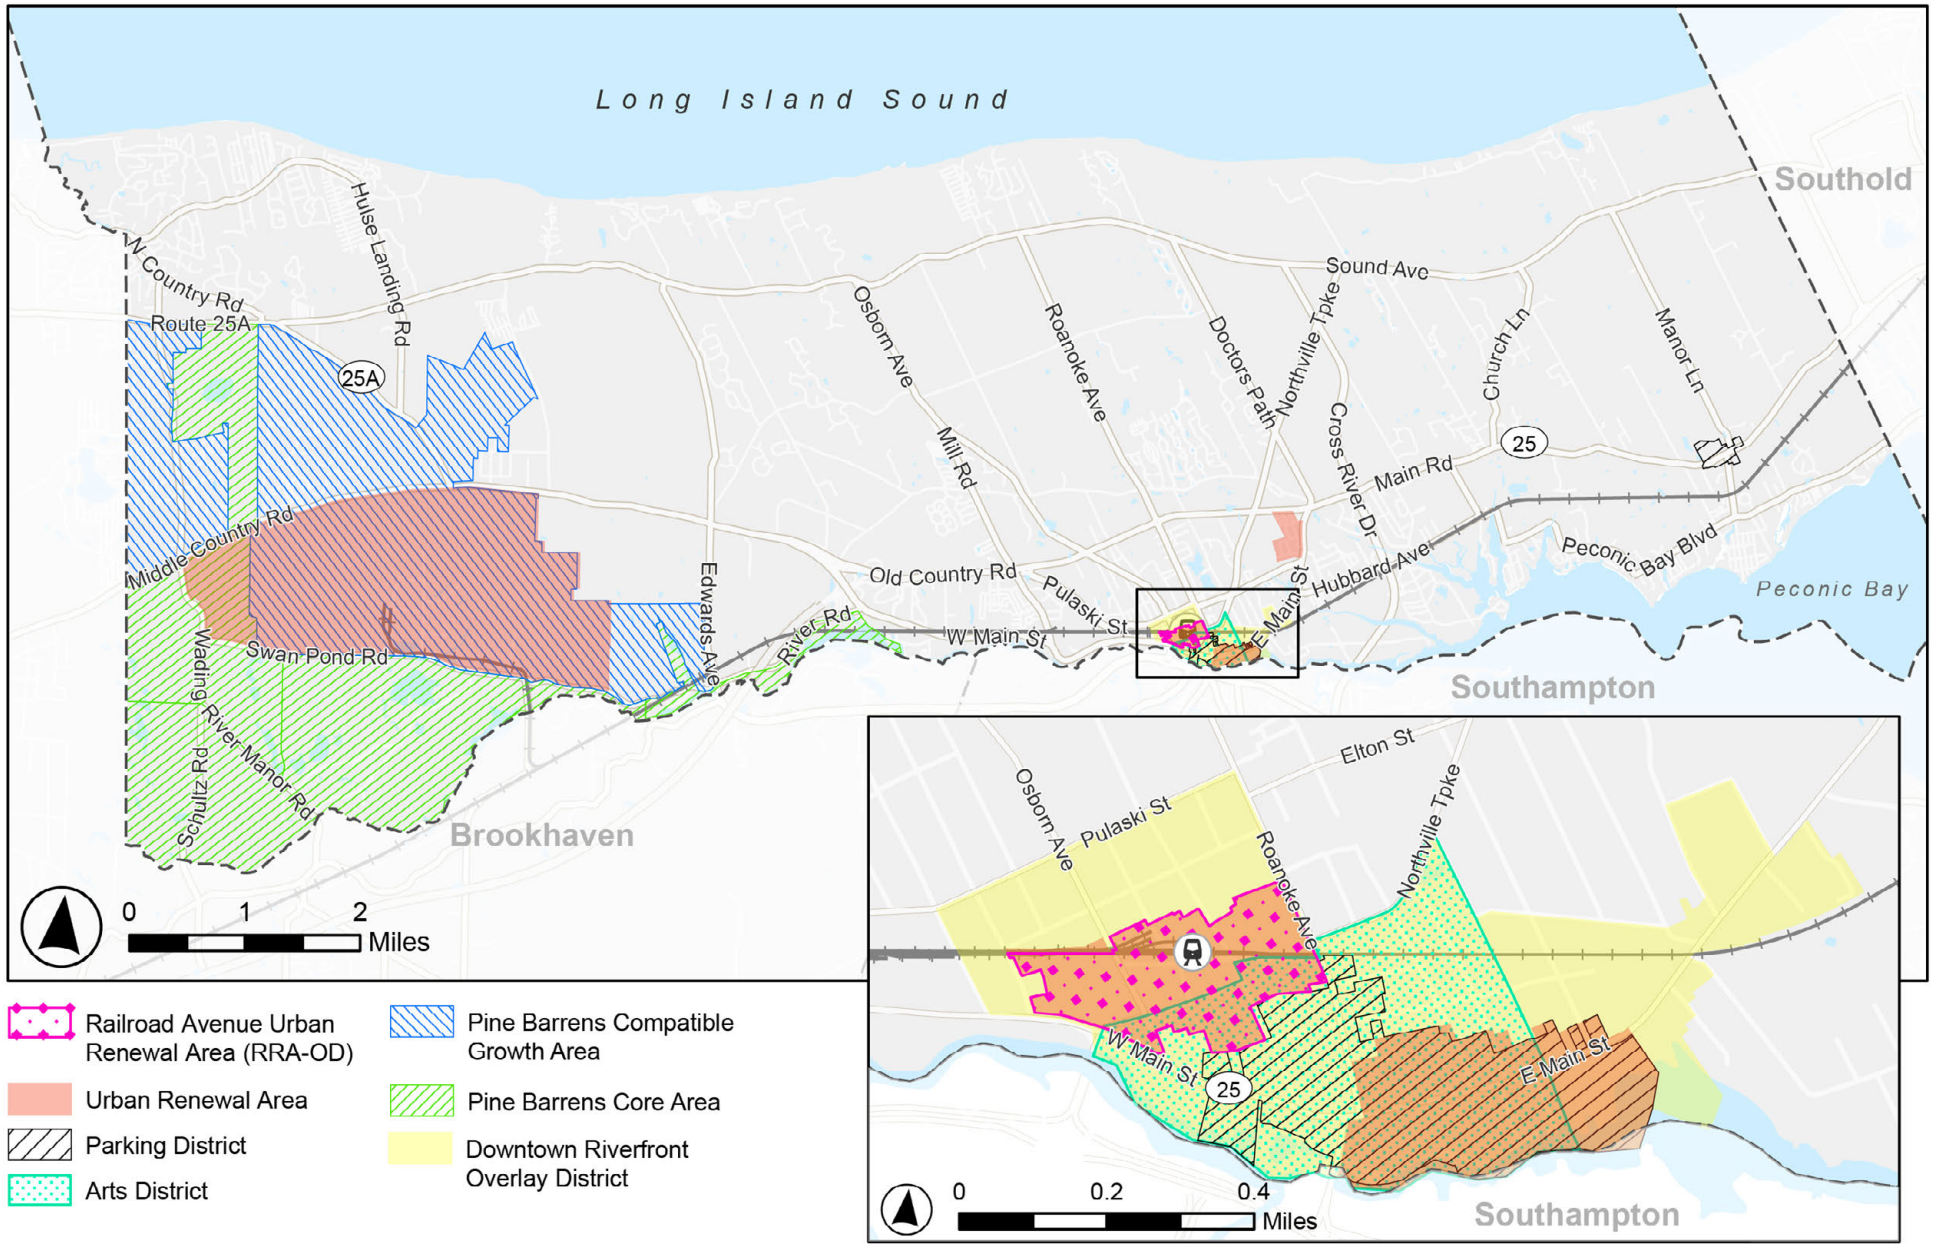 Long Island Sound
Southold
N Country Rd
Hulse Landing Rd
Route 25A
25A
Sound Ave
Osborn Ave
Roanoke Ave
Doctors Path
Northville Tpke
Church Ln
Manor Ln
Cross River Dr
Mill Rd
Main Rd
25
Middle Country Rd
Old Country Rd
Pulaski St
Hubbard Ave
Peconic Bay Blvd
Peconic Bay
Edwards Ave
River Rd
W Main St
E Main St
Swan Pond Rd
Wading River Manor Rd
Schultz Rd
Southampton
Brookhaven
0 1 2
Miles
Elton St
Osborn Ave
Pulaski St
Northville Tpke
Roanoke Ave
W Main St
25
E Main St
0 0.2 0.4
Miles
Southampton
Railroad Avenue Urban
Renewal Area (RRA-OD)
Urban Renewal Area
Parking District
Arts District
Pine Barrens Compatible
Growth Area
Pine Barrens Core Area
Downtown Riverfront
Overlay District